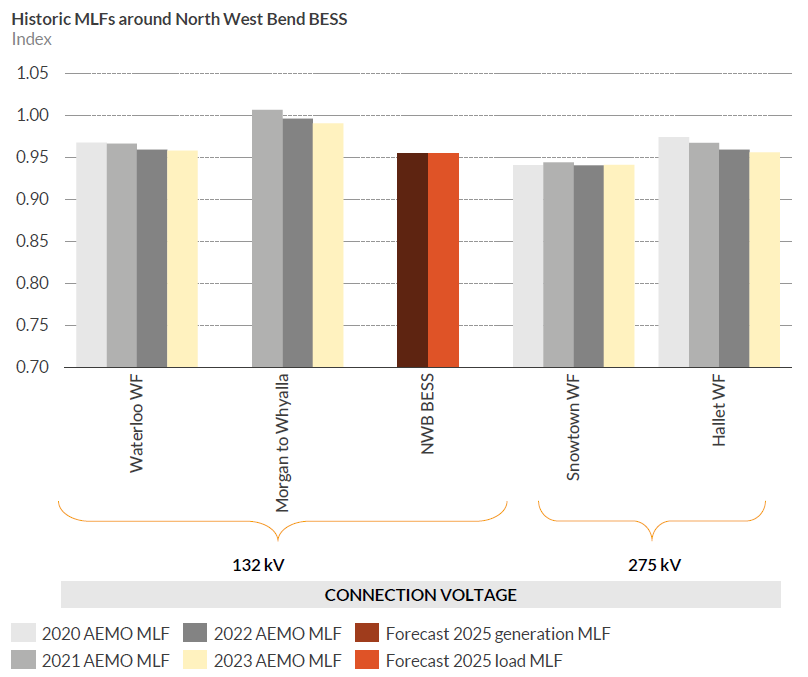 Historic MLFs around North West Bend BESS
Index
1.05
1.00
0.95
0.90
0.85
0.80
0.75
0.70
Waterloo WF
Morgan to Whyalla
NWB BESS
Snowtown WF
Hallet WF
132 kV
275 kV
CONNECTION VOLTAGE
2020 AEMO MLF
2022 AEMO MLF
Forecast 2025 generation MLF
2021 AEMO MLF
2023 AEMO MLF
Forecast 2025 load MLF